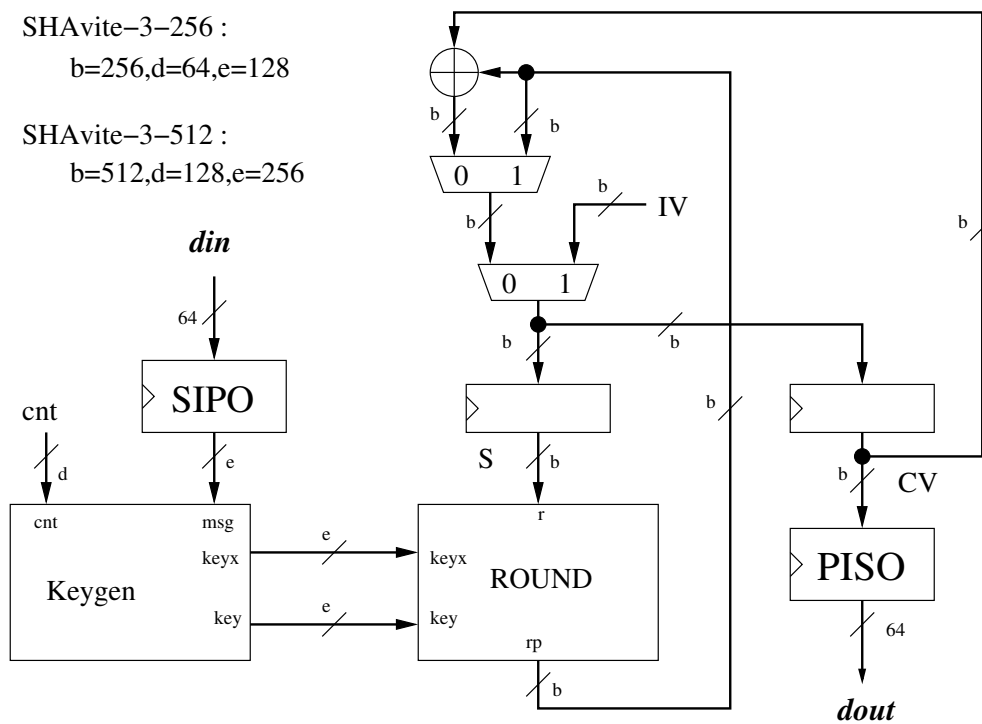 SHAvite−3−256 :
b=256,d=64,e=128
SHAvite−3−512 :
b=512,d=128,e=256
b
b
0 1
b
b
IV
b
0 1
b
b
din
64
SIPO
cnt
d
e
S
b
b
b
CV
cnt
msg
keyx
Keygen
key
e
e
r
keyx
ROUND
key
rp
b
PISO
64
dout